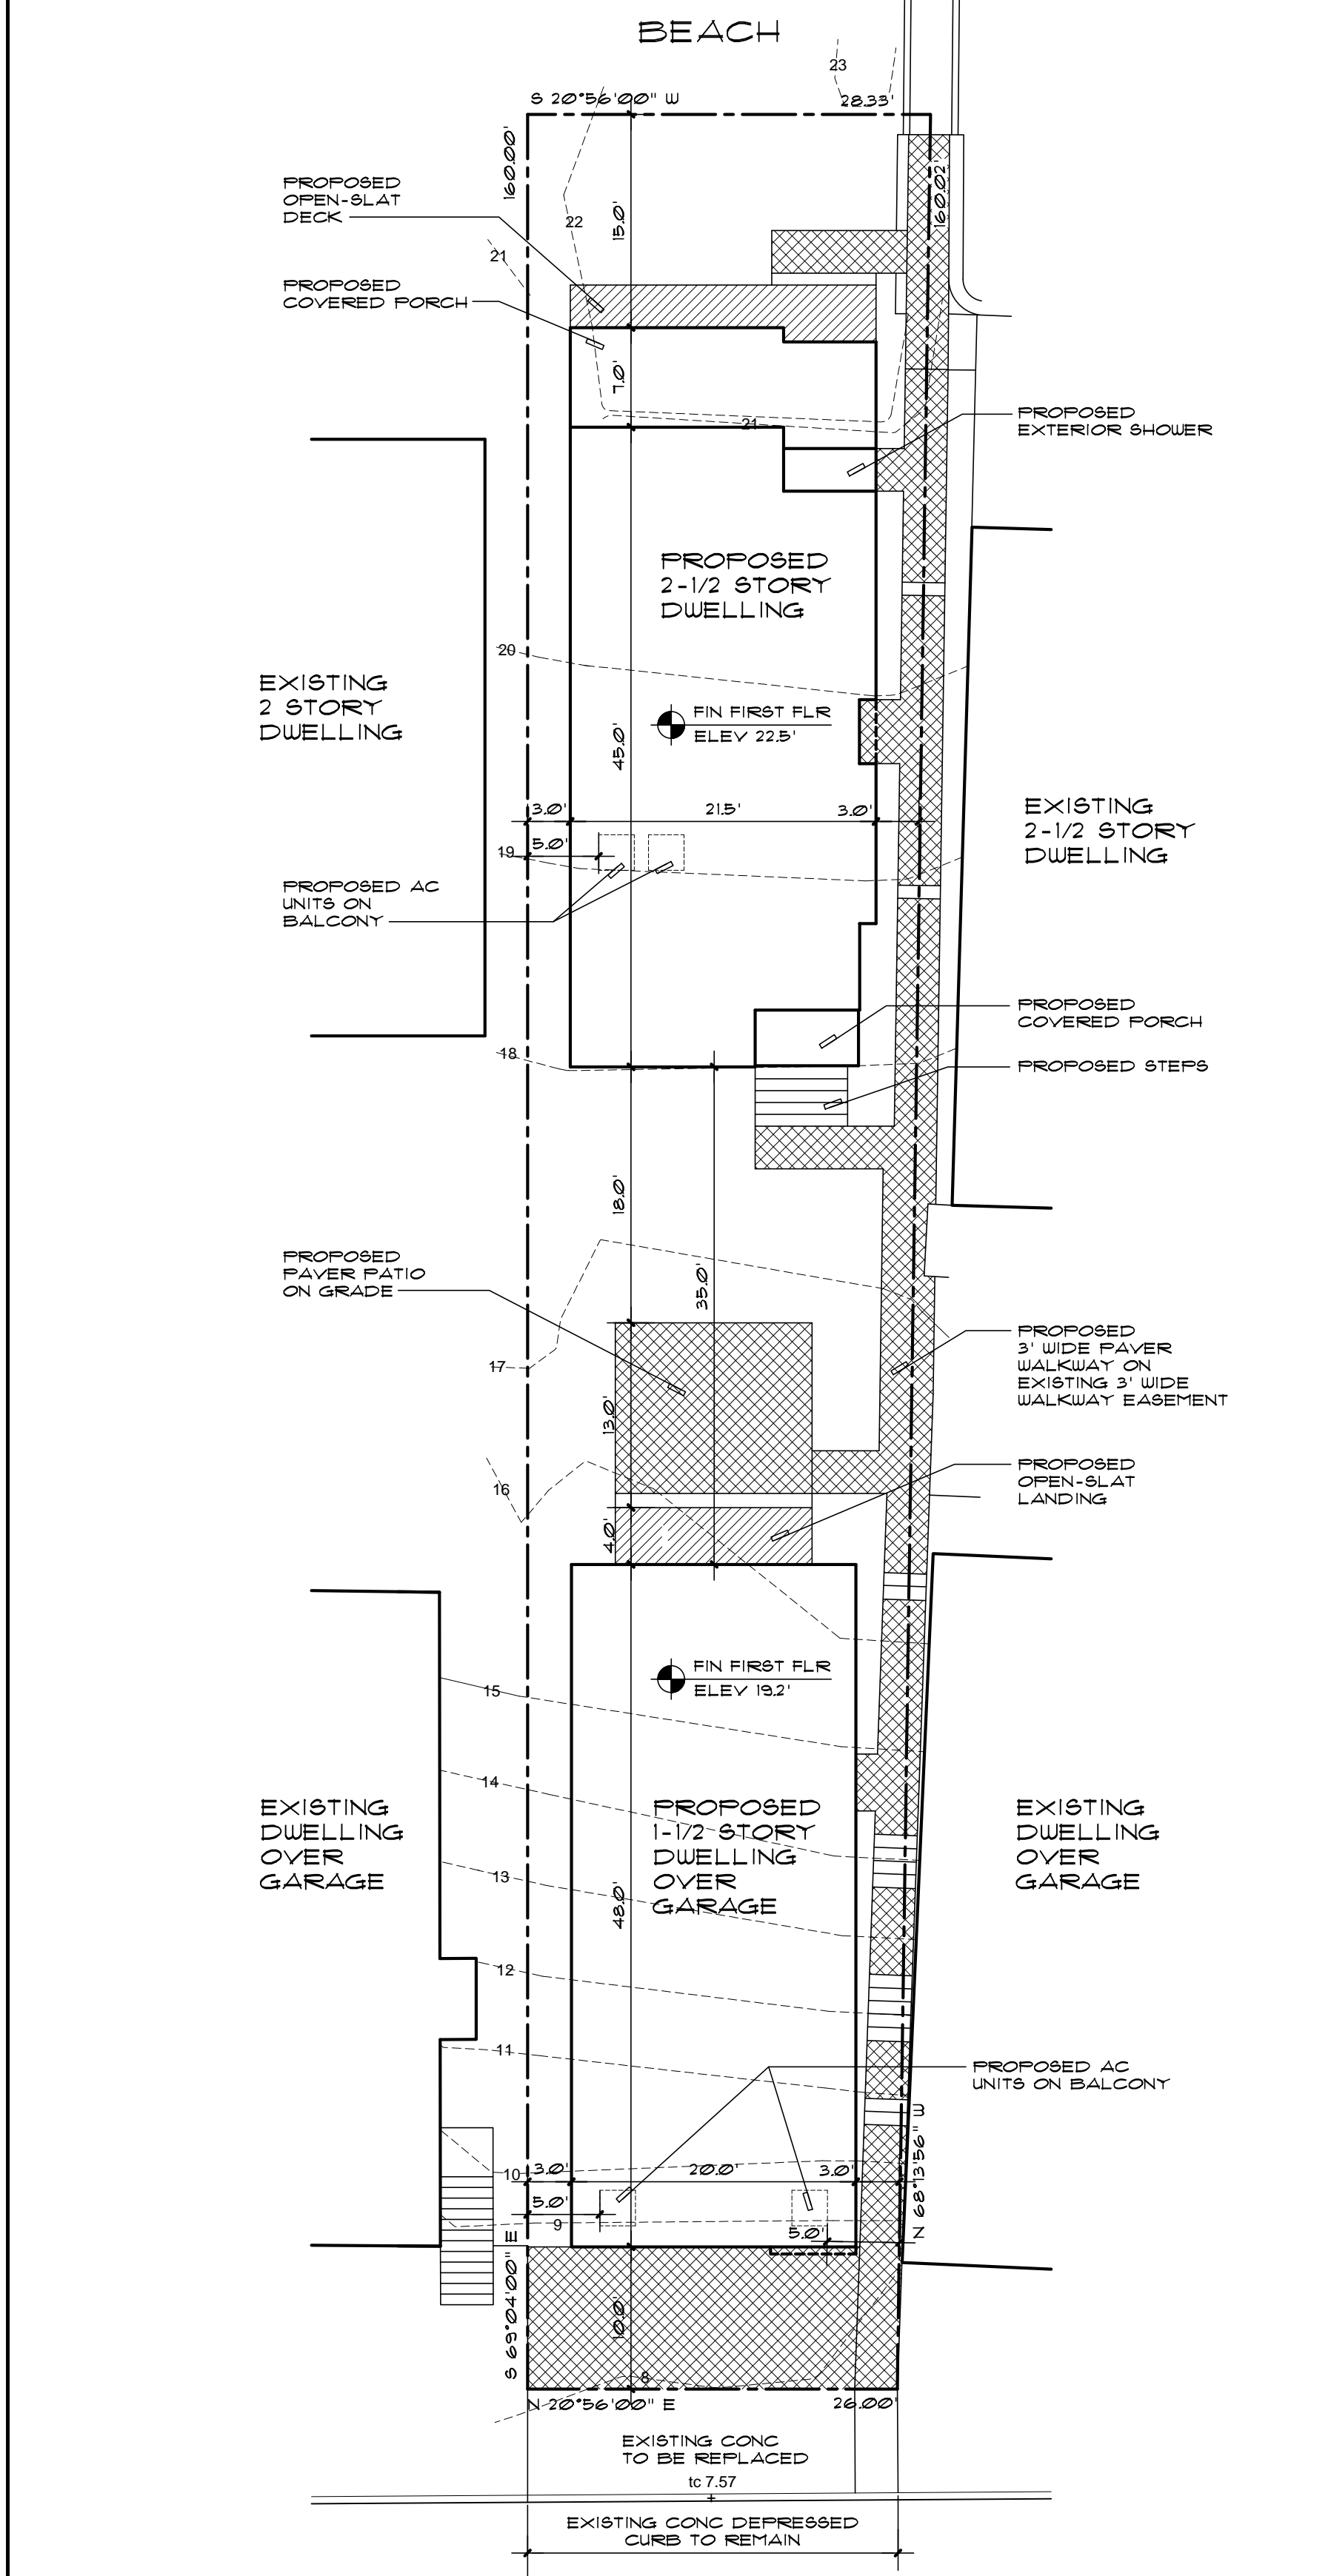 BEACH
23
S 20°56'00" W
28.33'
160.00'
160.02'
PROPOSED
OPEN-SLAT
DECK
22
15.0'
21
PROPOSED
COVERED PORCH
7.0'
21
PROPOSED
EXTERIOR SHOWER
PROPOSED
2-1/2 STORY
DWELLING
20
EXISTING
2 STORY
DWELLING
FIN FIRST FLR
ELEV 22.5'
45.0'
3.0'
21.5'
3.0'
EXISTING
2-1/2 STORY
DWELLING
5.0'
19
PROPOSED AC
UNITS ON
BALCONY
PROPOSED
COVERED PORCH
18
PROPOSED STEPS
18.0'
PROPOSED
PAVER PATIO
ON GRADE
35.0'
17
PROPOSED
3' WIDE PAVER
WALKWAY ON
EXISTING 3' WIDE
WALKWAY EASEMENT
13.0'
16
PROPOSED
OPEN-SLAT
LANDING
4.0'
FIN FIRST FLR
ELEV 19.2'
15
14
EXISTING
DWELLING
OVER
GARAGE
PROPOSED
1-1/2 STORY
DWELLING
OVER
GARAGE
EXISTING
DWELLING
OVER
GARAGE
13
48.0'
12
11
PROPOSED AC
UNITS ON BALCONY
10
3.0'
20.0'
3.0'
N 68°13'56" W
5.0'
9
5.0'
S 69°04'00" E
10.0'
8
N 20°56'00" E
26.00'
EXISTING CONC
TO BE REPLACED
tc 7.57
EXISTING CONC DEPRESSED
CURB TO REMAIN